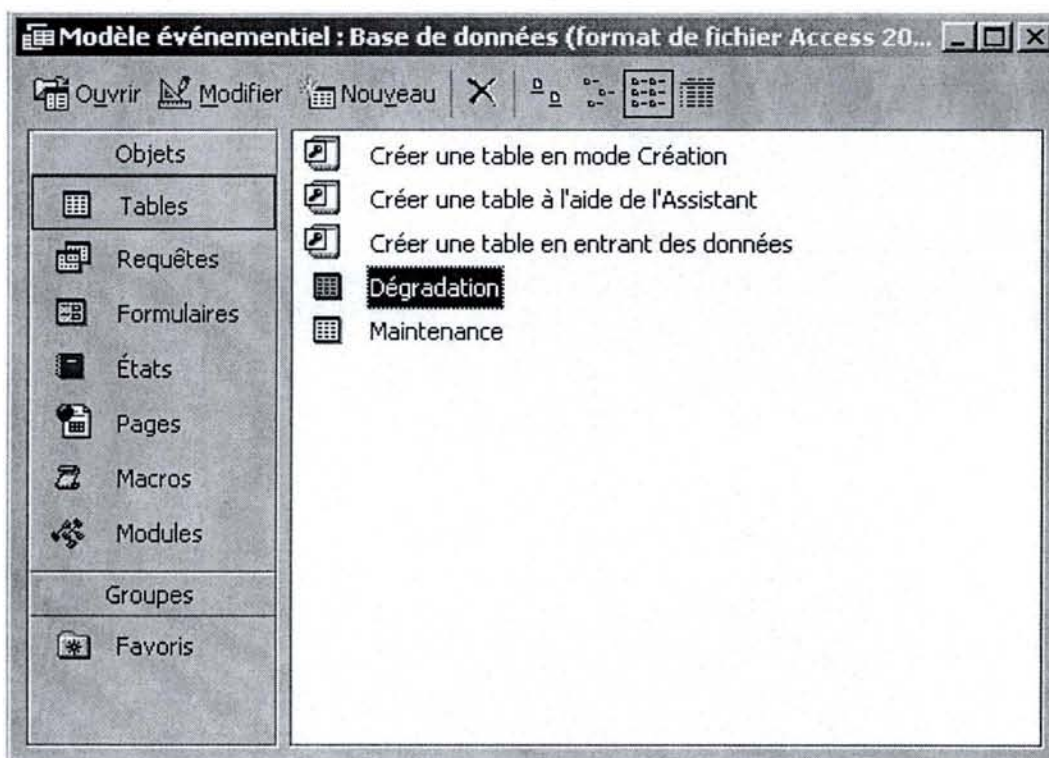 Modèle événementiel : Base de données (format de fichier Access 20...
Ouvrir Modifier Nouveau
Objets
Tables
Requêtes
Formulaires
États
Pages
Macros
Modules
Groupes
Favoris
Créer une table en mode Création
Créer une table à l'aide de l'Assistant
Créer une table en entrant des données
Dégradation
Maintenance